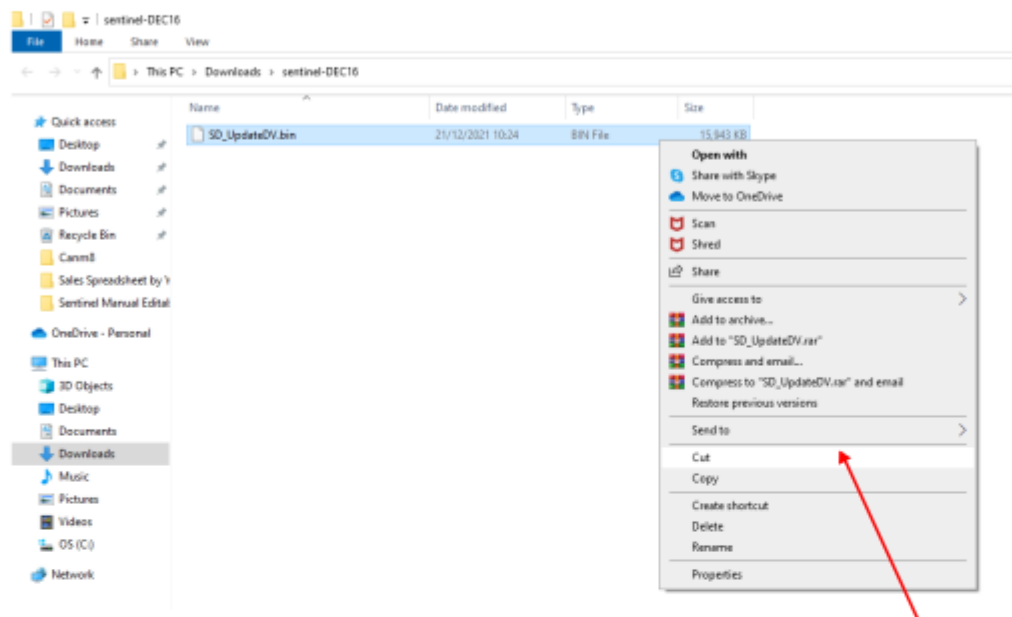 sentinel-DEC16
File Home Share View
This PC > Downloads > sentinel-DEC16
Name Date modified Type Size
SD_UpdateDV.bin 21/12/2021 10:24 BIN File 15,943 KB
Quick access
Desktop
Downloads
Documents
Pictures
Recycle Bin
Canm8
Sales Spreadsheet by
Sentinel Manual Edital
OneDrive - Personal
This PC
3D Objects
Desktop
Documents
Downloads
Music
Pictures
Videos
OS (C:)
Network
Open with
Share with Skype
Move to OneDrive
Scan
Shred
Share
Give access to
Add to archive...
Add to "SD_UpdateDV.rar"
Compress and email...
Compress to "SD_UpdateDV.rar" and email
Restore previous versions
Send to
Cut
Copy
Create shortcut
Delete
Rename
Properties